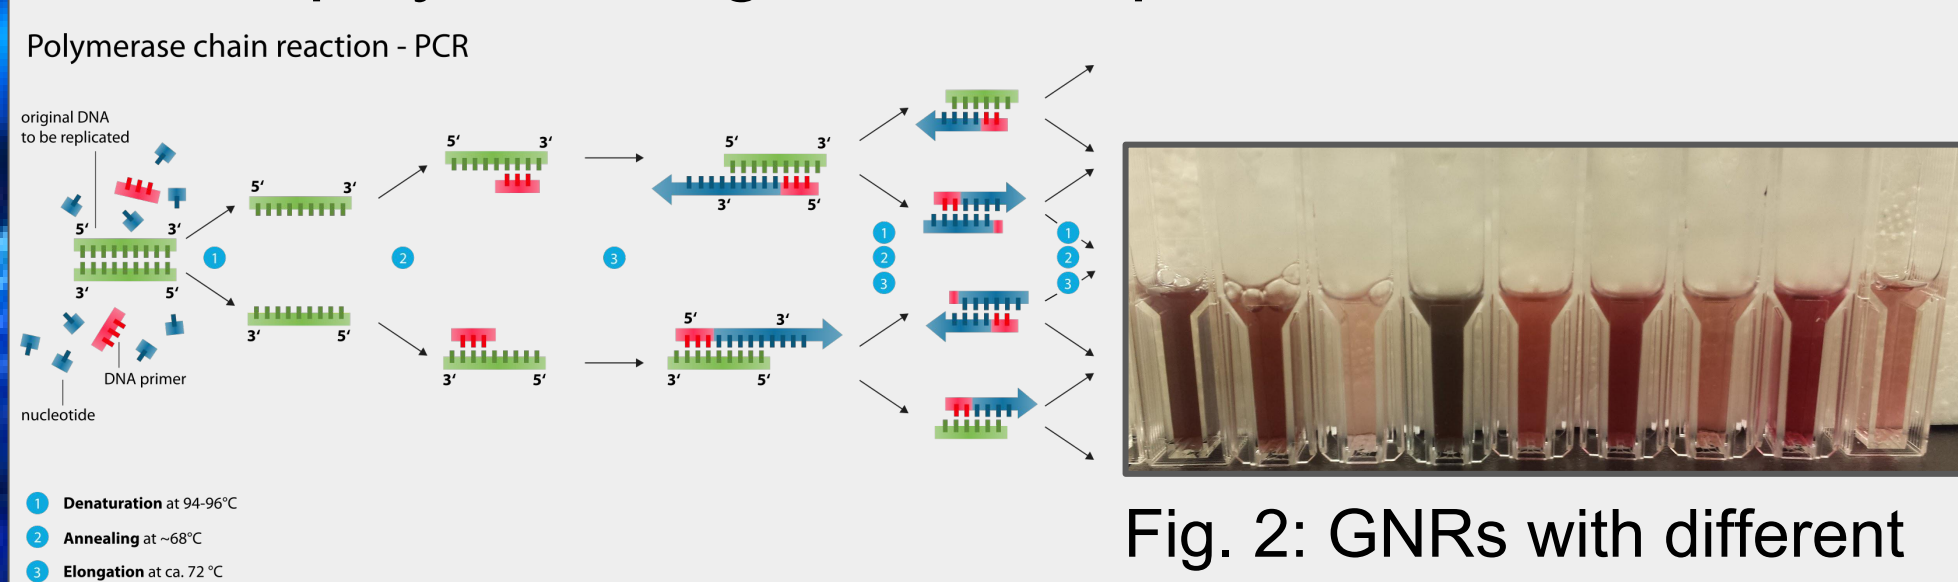 Polymerase chain reaction - PCR
original DNA
to be replicated
5‘ 3‘
3‘ 5‘
DNA primer
nucleotide
5‘ 3‘
3‘ 5‘
1
5‘ 3‘
3‘ 5‘
2
5‘ 3‘
3‘ 5‘
3
5‘ 3‘
3‘ 5‘
1
2
3
1
2
3
1 Denaturation at 94-96°C
2 Annealing at ~68°C
3 Elongation at ca. 72 °C
Fig. 2: GNRs with different